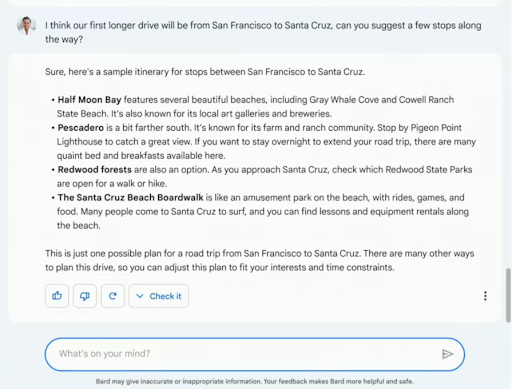 I think our first longer drive will be from San Francisco to Santa Cruz, can you suggest a few stops along
the way?
Sure, here's a sample itinerary for stops between San Francisco to Santa Cruz.
• Half Moon Bay features several beautiful beaches, including Gray Whale Cove and Cowell Ranch
State Beach. It's also known for its local art galleries and breweries.
• Pescadero is a bit farther south. It's known for its farm and ranch community. Stop by Pigeon Point
Lighthouse to catch a great view. If you want to stay overnight to extend your road trip, there are many
quaint bed and breakfasts available here.
• Redwood forests are also an option. As you approach Santa Cruz, check which Redwood State Parks
are open for a walk or hike.
• The Santa Cruz Beach Boardwalk is like an amusement park on the beach, with rides, games, and
food. Many people come to Santa Cruz to surf, and you can find lessons and equipment rentals along
the beach.
This is just one possible plan for a road trip from San Francisco to Santa Cruz. There are many other ways
to plan this drive, so you can adjust this plan to fit your interests and time constraints.
Check it
What's on your mind?
Bard may give inaccurate or inappropriate information. Your feedback makes Bard more helpful and safe.